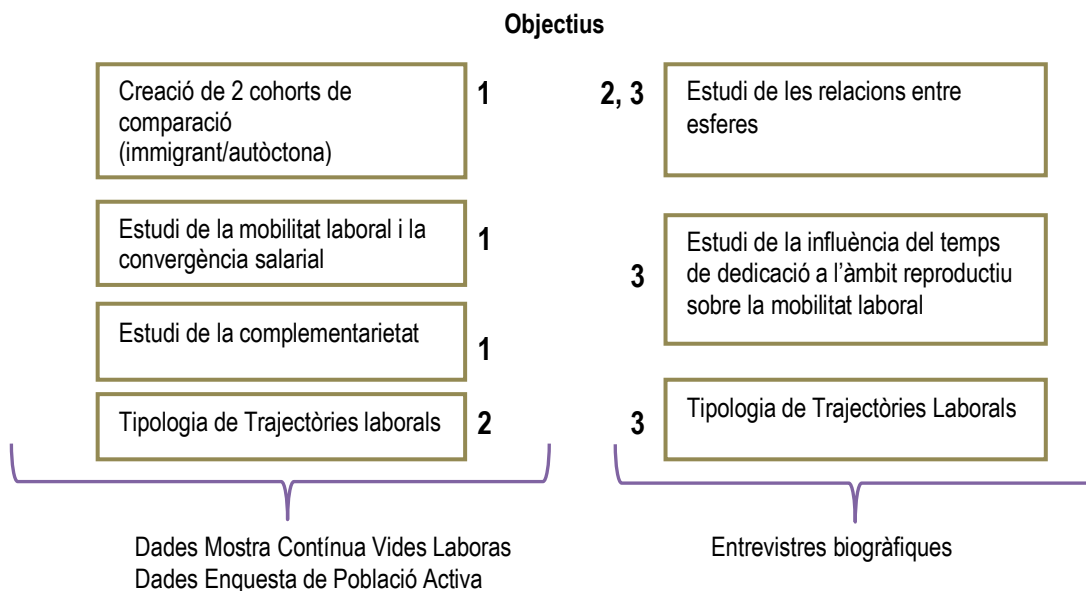 Objectius
Creació de 2 cohorts de
comparació
(immigrant/autòctona)
1
Estudi de la mobilitat laboral i la
convergència salarial
1
Estudi de la complementarietat
1
Tipologia de Trajectòries laborals
2
Dades Mostra Contínua Vides Laboras
Dades Enquesta de Població Activa
2, 3
Estudi de les relacions entre
esferes
3
Estudi de la influència del temps
de dedicació a l’àmbit reproductiu
sobre la mobilitat laboral
3
Tipologia de Trajectòries Laborals
Entrevistres biogràfiques